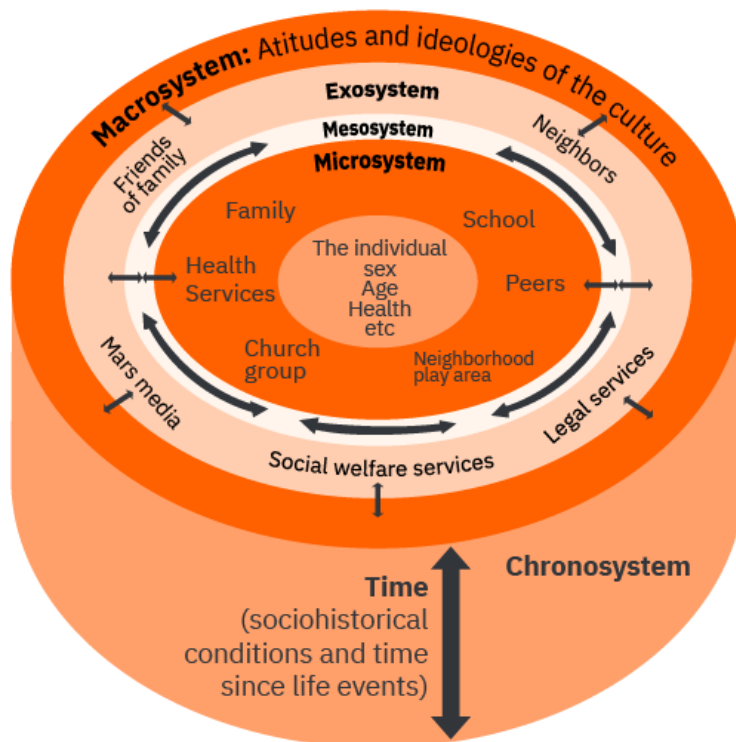 Macrosystem: Atitudes and ideologies of the culture
Exosystem
Mesosystem
Microsystem
Friends
of family
Neighbors
Family
School
The individual
sex
Age
Health
etc
Health
Services
Peers
Church
group
Neighborhood
play area
Mars media
Legal services
Social welfare services
Chronosystem
Time
(sociohistorical
conditions and time
since life events)